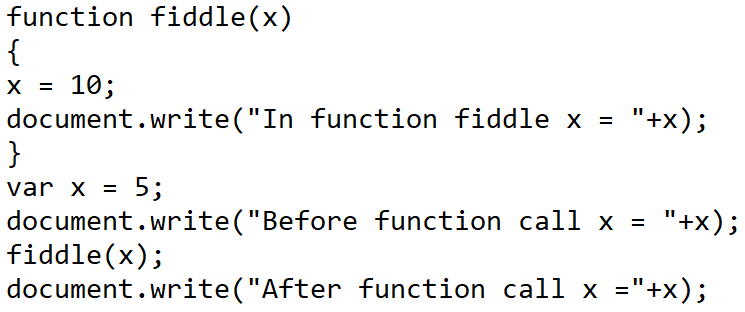 function fiddle(x)
{
x = 10;
document.write("In function fiddle x = "+x);
}
var x = 5;
document.write("Before function call x = "+x);
fiddle(x);
document.write("After function call x ="+x);